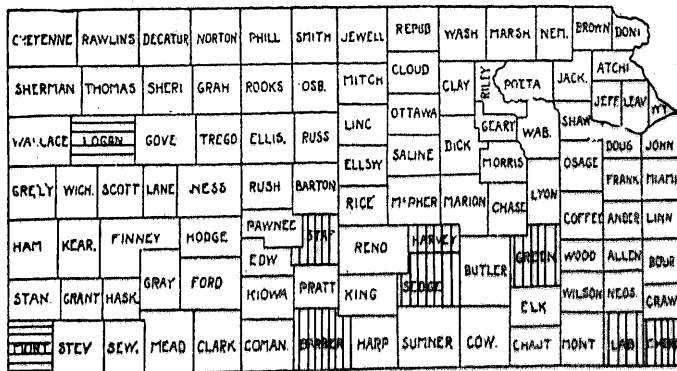 CHEYENNE RAWLINS DECATUR NORTON PHILL SMITH JEWELL REPUB WASH MARSH NEM. BROWN DONI
SHERMAN THOMAS SHERI GRAH ROOKS OSB. MITCH CLOUD CLAY RILEY POTTA JACK. ATCHI
JEFF LEAV WY
OTTAWA
WALLACE LOGAN GOVE TREGO ELLIS. RUSS LINC DICK GEARY WAB. SHAW DOUG JOHN
ELLSW SALINE MORRIS OSAGE
GREELY WICH. SCOTT LANE NESS RUSH BARTON RICE McPHER MARION CHASE LYON FRANK MIAMI
HAM KEAR. FINNEY HODGE PAWNEE STAF RENO HARVEY COFFEE ANDER LINN
EDW SEDGE BUTLER GREEN WOOD ALLEN BOUR
GRAY FORD
STAN. GRANT HASK. KIOWA PRATT KING ELK WILSON NEOS. CRAW
MORT STEV SEW. MEAD CLARK COMAN. BARBER HARP SUMNER COW. CHAUT MONT LAB CHERO